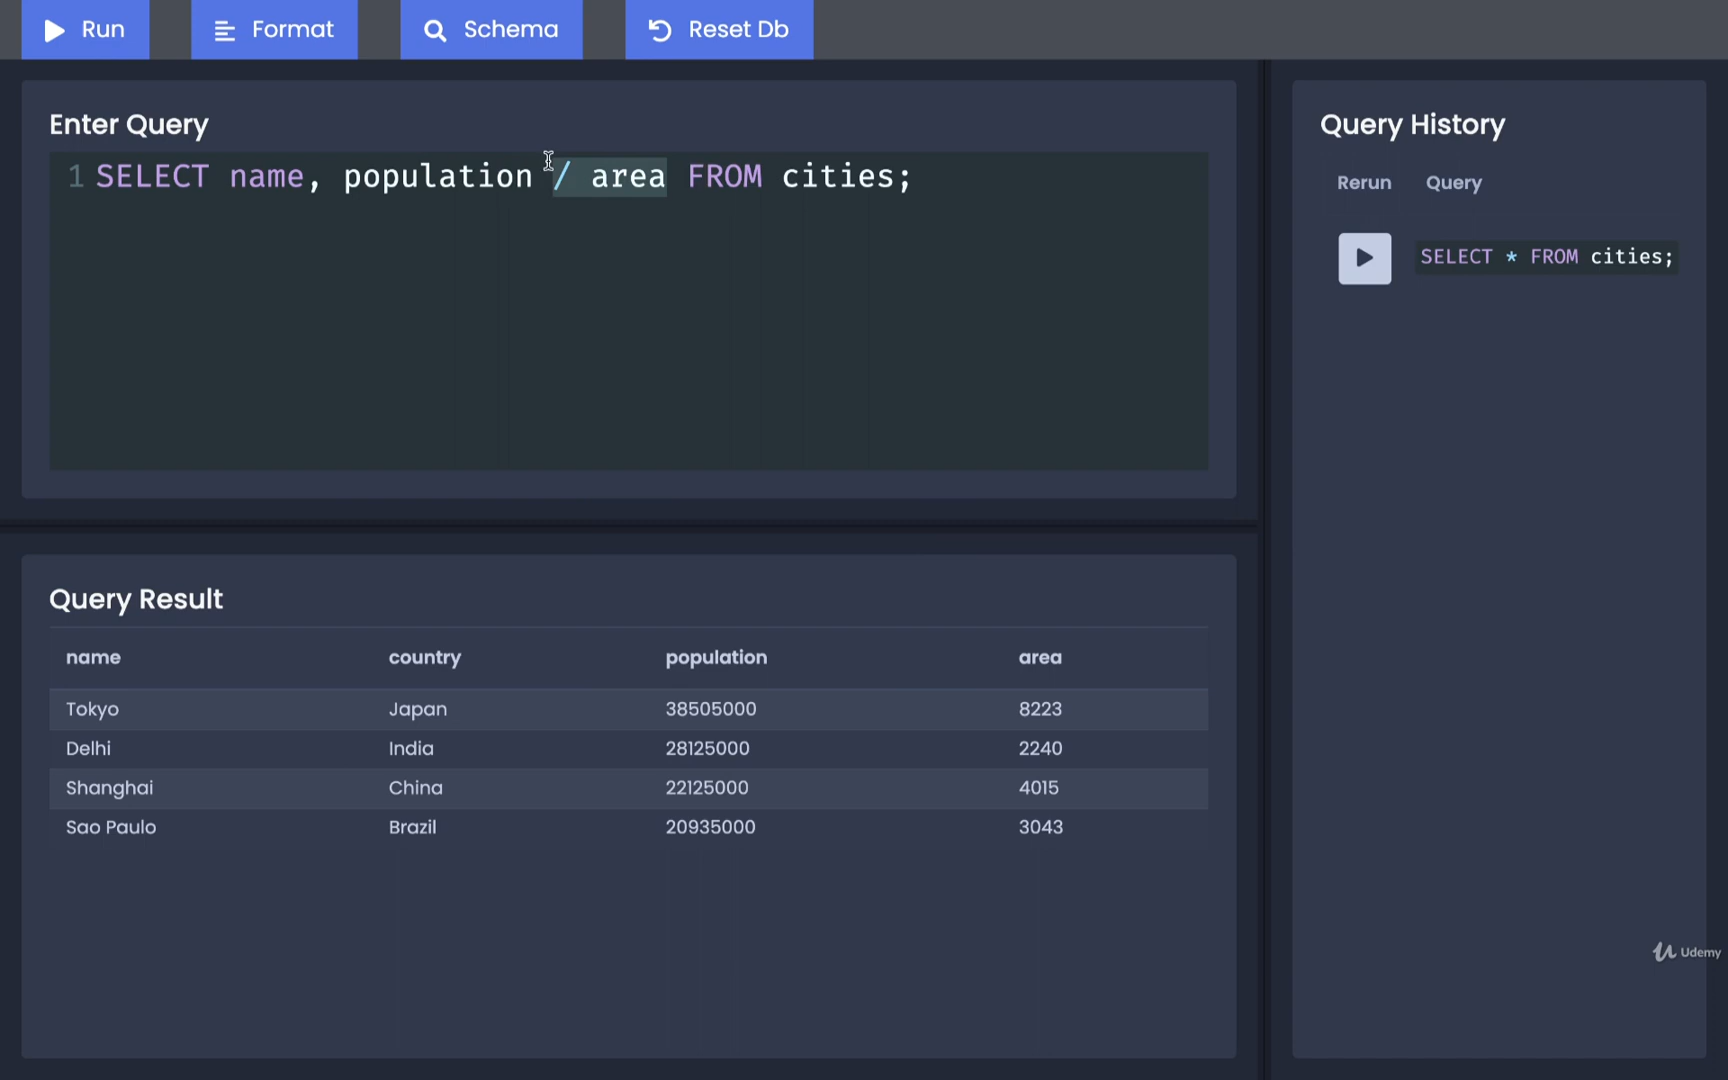 Run Format Schema Reset Db
Enter Query
1 SELECT name, population / area FROM cities;
Query History
Rerun Query
SELECT * FROM cities;
Query Result
name country population area
Tokyo Japan 38505000 8223
Delhi India 28125000 2240
Shanghai China 22125000 4015
Sao Paulo Brazil 20935000 3043
Udemy